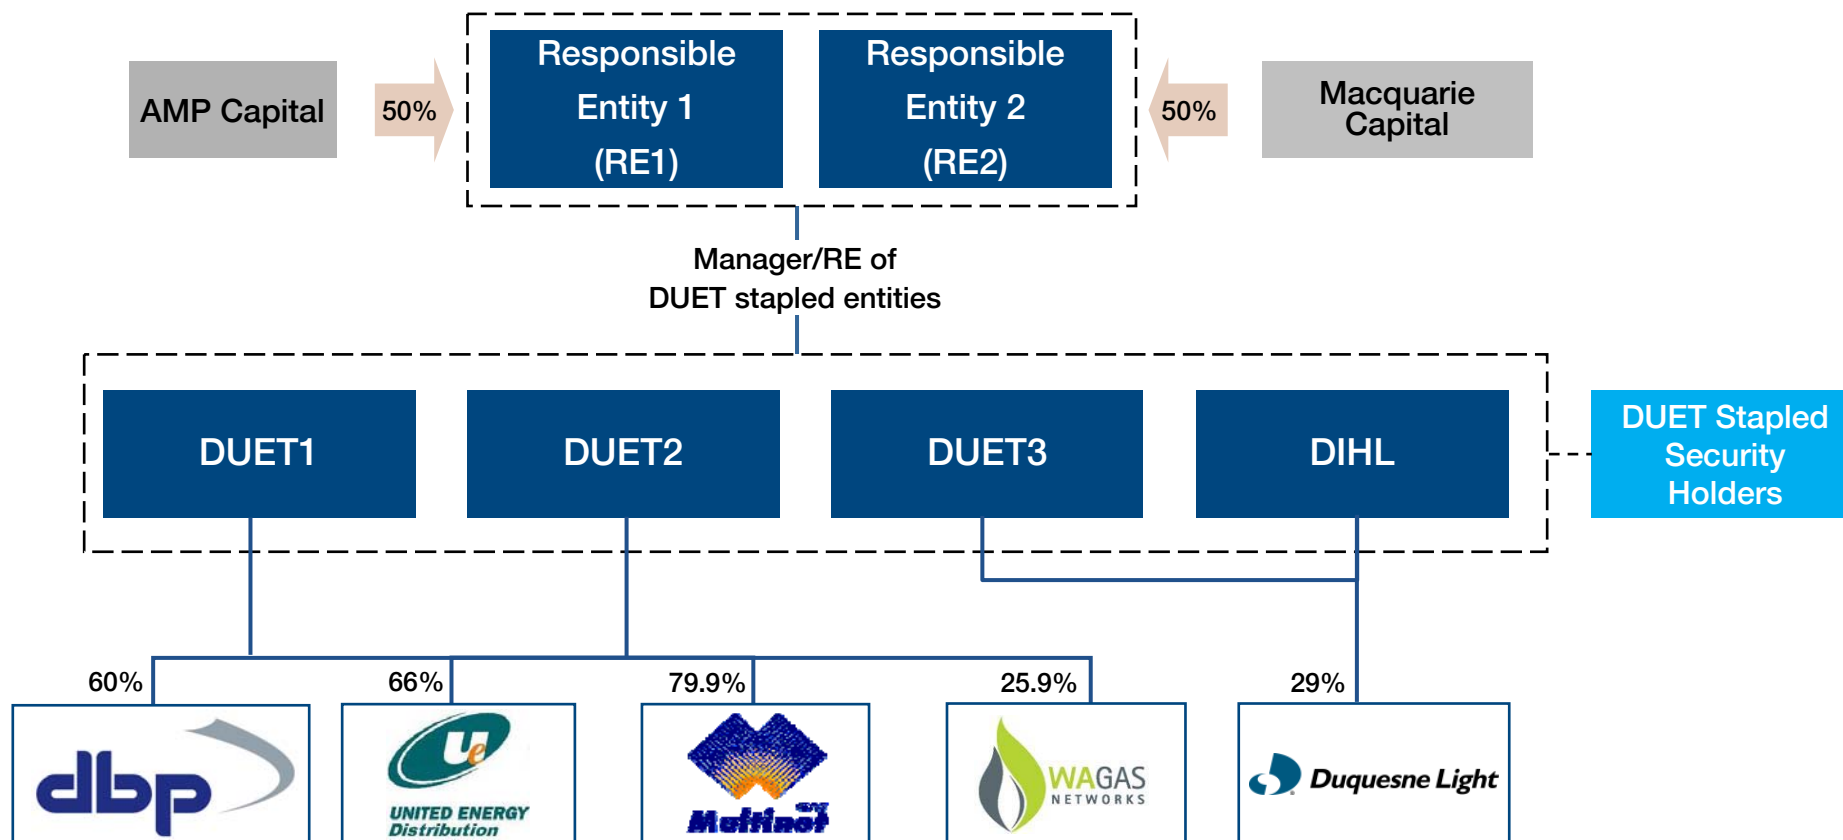 Responsible
Entity 1
(RE1)
Responsible
Entity 2
(RE2)
AMP Capital
50%
50%
Macquarie
Capital
Manager/RE of
DUET stapled entities
DUET1
DUET2
DUET3
DIHL
DUET Stapled
Security
Holders
60%
66%
79.9%
25.9%
29%
dbp
Ue
UNITED ENERGY
Distribution
Multinet
WAGAS
NETWORKS
Duquesne Light